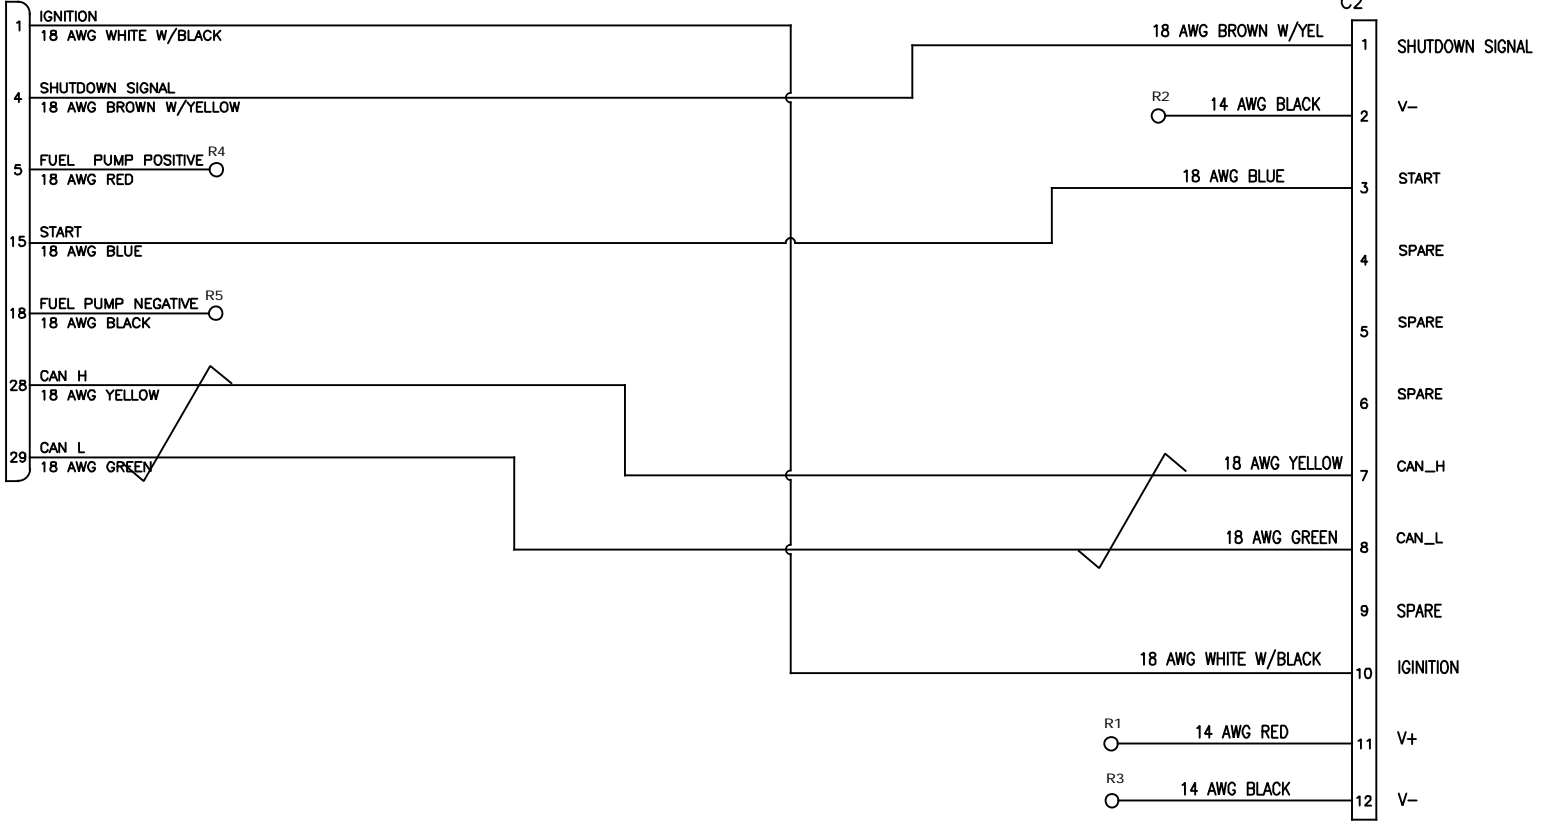 C2
1
IGNITION
18 AWG WHITE W/BLACK
4
SHUTDOWN SIGNAL
18 AWG BROWN W/YELLOW
5
FUEL PUMP POSITIVE
R4
18 AWG RED
15
START
18 AWG BLUE
18
FUEL PUMP NEGATIVE
R5
18 AWG BLACK
28
CAN H
18 AWG YELLOW
29
CAN L
18 AWG GREEN
18 AWG BROWN W/YEL
1
SHUTDOWN SIGNAL
R2
14 AWG BLACK
2
V-
18 AWG BLUE
3
START
4
SPARE
5
SPARE
6
SPARE
18 AWG YELLOW
7
CAN_H
18 AWG GREEN
8
CAN_L
9
SPARE
18 AWG WHITE W/BLACK
10
IGINITION
R1
14 AWG RED
11
V+
R3
14 AWG BLACK
12
V-